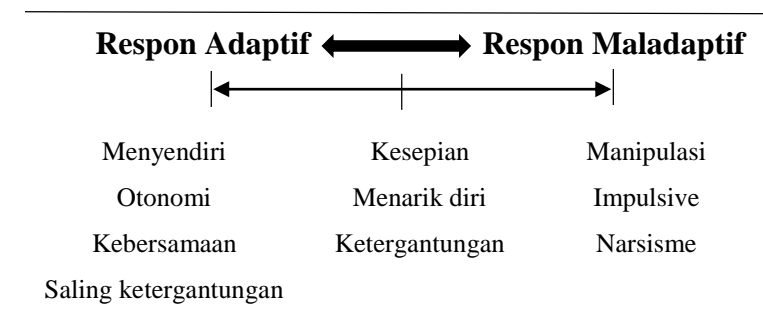 Respon Adaptif Respon Maladaptif
Menyendiri Kesepian Manipulasi
Otonomi Menarik diri Impulsive
Kebersamaan Ketergantungan Narsisme
Saling ketergantungan